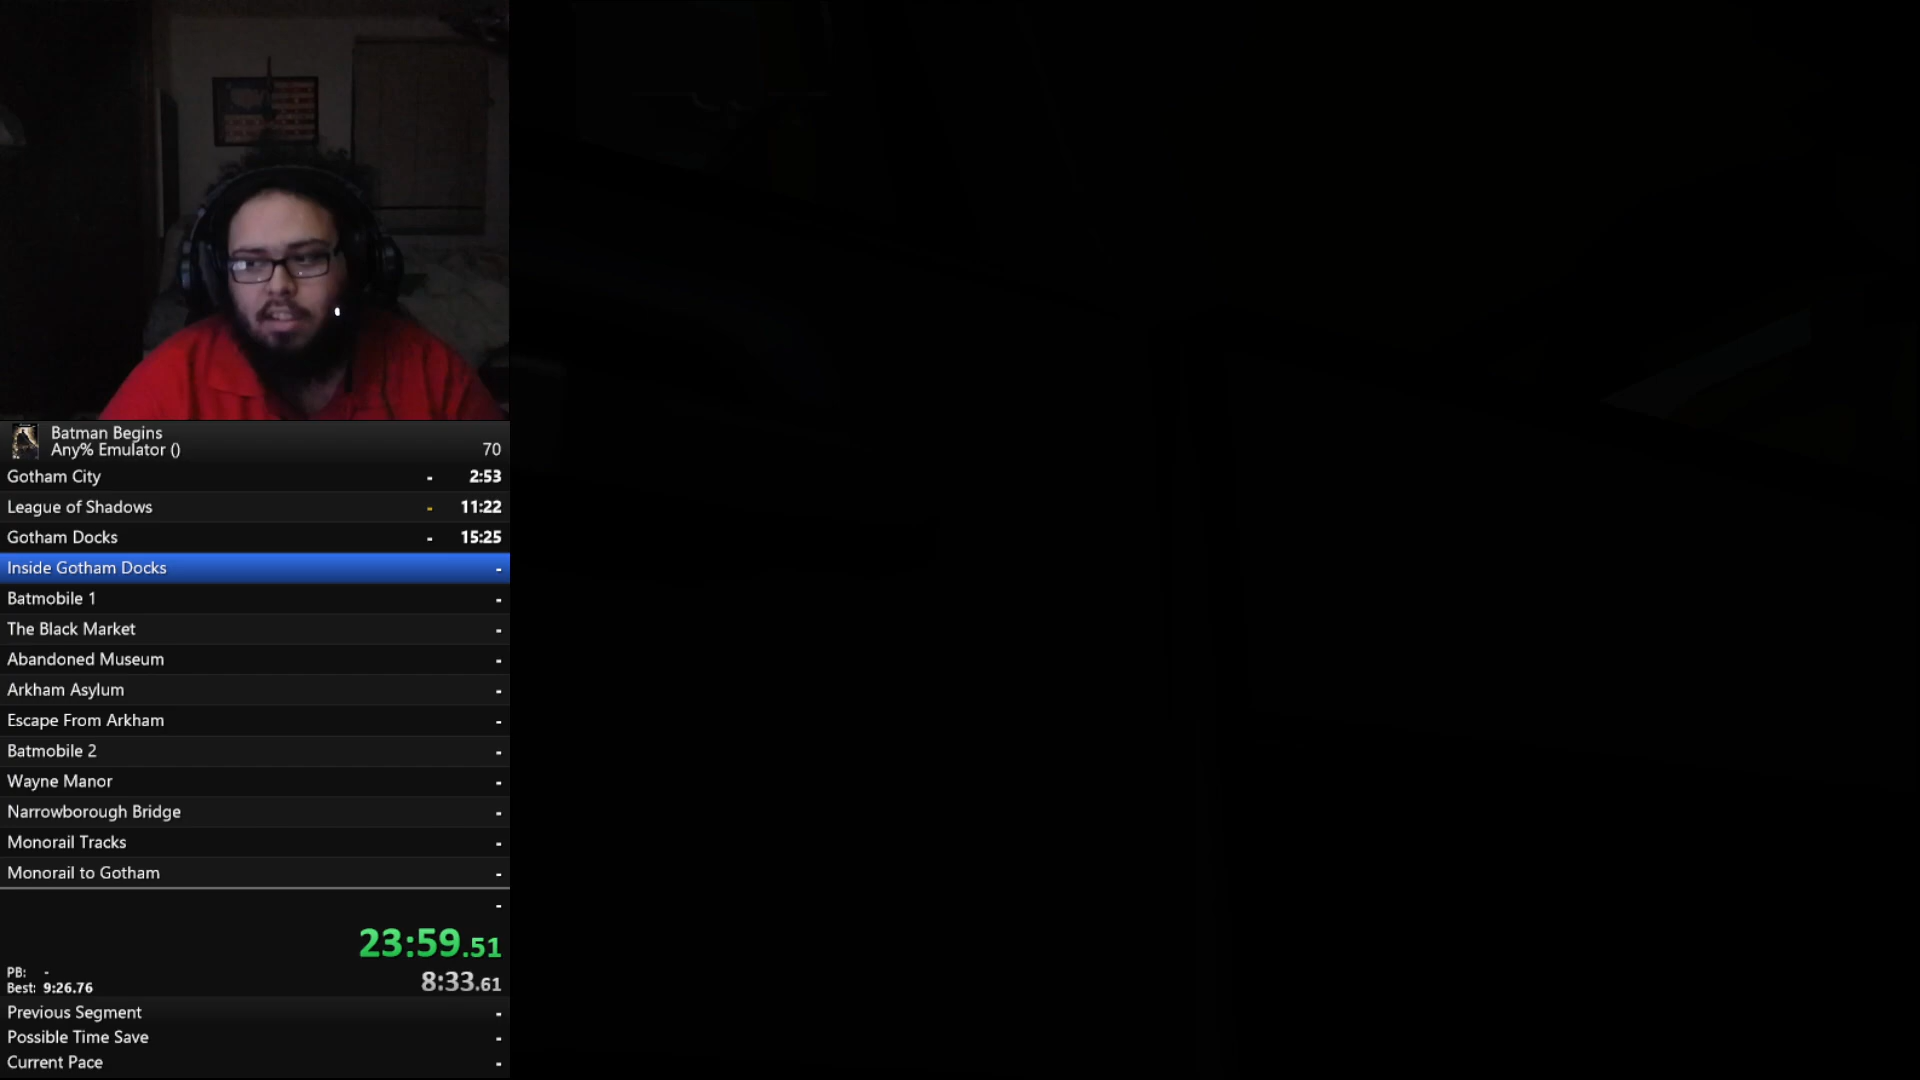 Batman Begins
Any% Emulator () 70
Gotham City - 2:53
League of Shadows - 11:22
Gotham Docks - 15:25
Inside Gotham Docks -
Batmobile 1 -
The Black Market -
Abandoned Museum -
Arkham Asylum -
Escape From Arkham -
Batmobile 2 -
Wayne Manor -
Narrowborough Bridge -
Monorail Tracks -
Monorail to Gotham -
-
23:59.51
PB: -
8:33.61
Best: 9:26.76
Previous Segment -
Possible Time Save -
Current Pace -